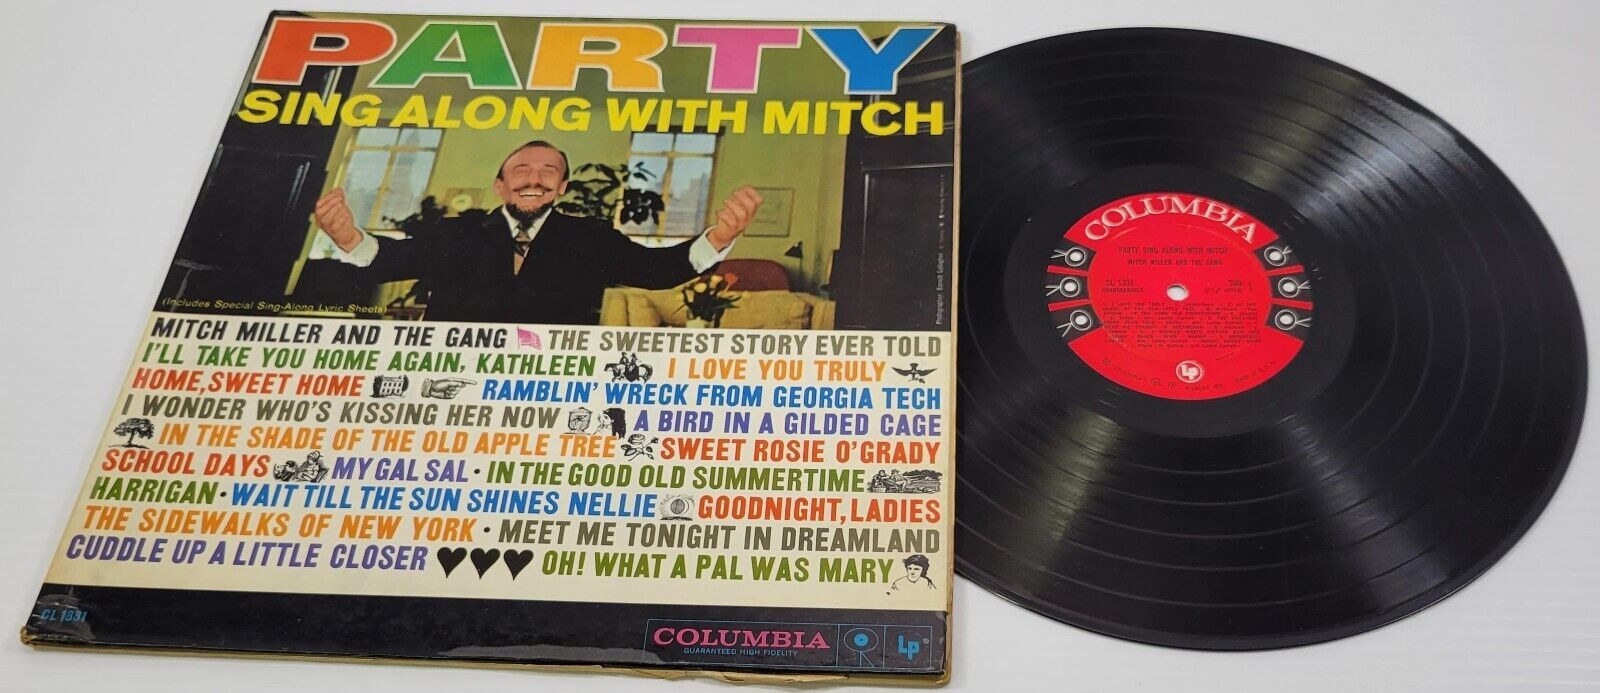 PARTY
SING ALONG WITH MITCH
(Includes Special Sing-Along Lyric Sheets)
MITCH MILLER AND THE GANG THE SWEETEST STORY EVER TOLD
I'LL TAKE YOU HOME AGAIN, KATHLEEN I LOVE YOU TRULY
HOME, SWEET HOME RAMBLIN' WRECK FROM GEORGIA TECH
I WONDER WHO'S KISSING HER NOW A BIRD IN A GILDED CAGE
IN THE SHADE OF THE OLD APPLE TREE SWEET ROSIE O'GRADY
SCHOOL DAYS MY GAL SAL · IN THE GOOD OLD SUMMERTIME
HARRIGAN · WAIT TILL THE SUN SHINES NELLIE GOODNIGHT, LADIES
THE SIDEWALKS OF NEW YORK · MEET ME TONIGHT IN DREAMLAND
CUDDLE UP A LITTLE CLOSER OH! WHAT A PAL WAS MARY
CL 1331
COLUMBIA Lp
GUARANTEED HIGH FIDELITY
COLUMBIA
PARTY SING ALONG WITH MITCH
MITCH MILLER AND THE GANG
CL 1331 Side 1
NONBREAKABLE
Lp